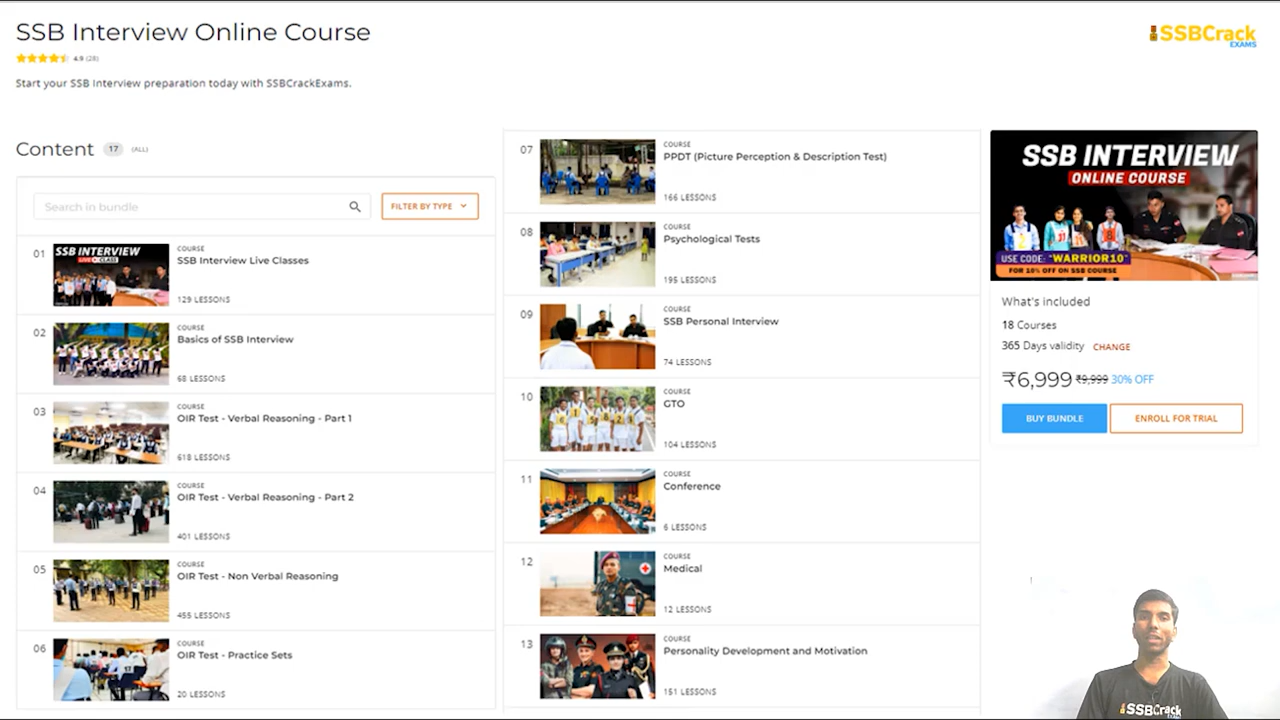 SSB Interview Online Course
4.9 (28)
Start your SSB Interview preparation today with SSBCrackExams.
SSBCrack
EXAMS
Content 17 (ALL)
Search in bundle
FILTER BY TYPE
01
SSB INTERVIEW
LIVE CLASS
COURSE
SSB Interview Live Classes
129 LESSONS
02
COURSE
Basics of SSB Interview
68 LESSONS
03
COURSE
OIR Test - Verbal Reasoning - Part 1
618 LESSONS
04
COURSE
OIR Test - Verbal Reasoning - Part 2
401 LESSONS
05
COURSE
OIR Test - Non Verbal Reasoning
455 LESSONS
06
COURSE
OIR Test - Practice Sets
20 LESSONS
07
COURSE
PPDT (Picture Perception & Description Test)
166 LESSONS
08
COURSE
Psychological Tests
195 LESSONS
09
COURSE
SSB Personal Interview
74 LESSONS
10
COURSE
GTO
104 LESSONS
11
COURSE
Conference
6 LESSONS
12
COURSE
Medical
12 LESSONS
13
COURSE
Personality Development and Motivation
151 LESSONS
SSB INTERVIEW
ONLINE COURSE
USE CODE: "WARRIOR10"
FOR 10% OFF ON SSB COURSE
What's included
18 Courses
365 Days validity CHANGE
₹6,999 ₹9,999 30% OFF
BUY BUNDLE
ENROLL FOR TRIAL
SSBCrack